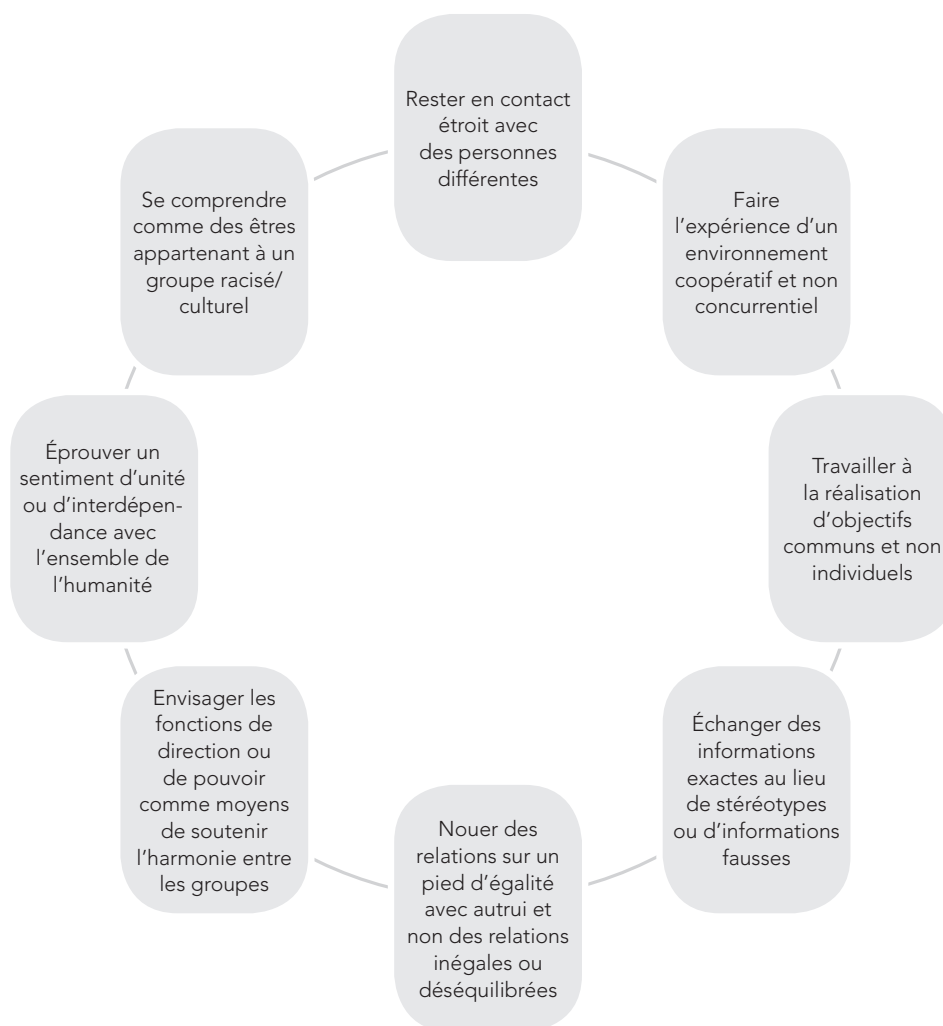 Rester en contact
étroit avec
des personnes
différentes
Faire
l’expérience d’un
environnement
coopératif et non
concurrentiel
Travailler à
la réalisation
d’objectifs
communs et non
individuels
Échanger des
informations
exactes au lieu
de stéréotypes
ou d’informations
fausses
Nouer des
relations sur un
pied d’égalité
avec autrui et
non des relations
inégales ou
déséquilibrées
Envisager les
fonctions de
direction ou
de pouvoir
comme moyens
de soutenir
l’harmonie entre
les groupes
Éprouver un
sentiment d’unité
ou d’interdépen-
dance avec
l’ensemble de
l’humanité
Se comprendre
comme des êtres
appartenant à un
groupe racisé/
culturel